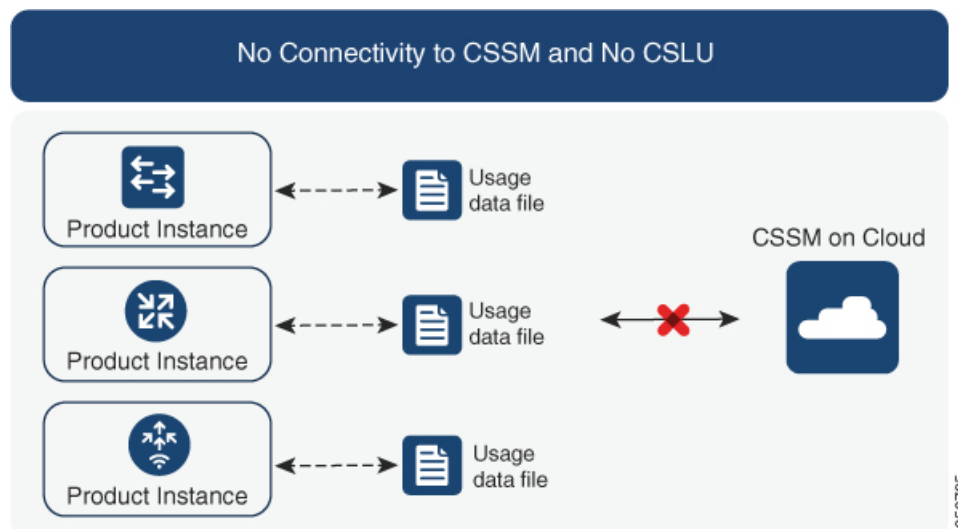 No Connectivity to CSSM and No CSLU
Product Instance
Usage
data file
Product Instance
Usage
data file
CSSM on Cloud
Product Instance
Usage
data file